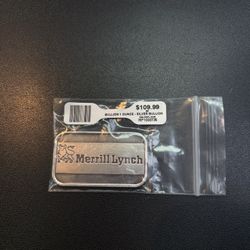 $109.99
BULLION 1 OUNCE - SILVER BULLION
Merrill Lynch